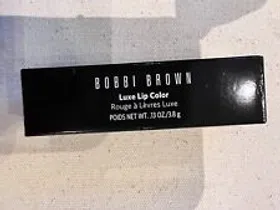 BOBBI BROWN
Luxe Lip Color
Rouge à Lèvres Luxe
POIDS NET WT. .13 OZ/3.8 g